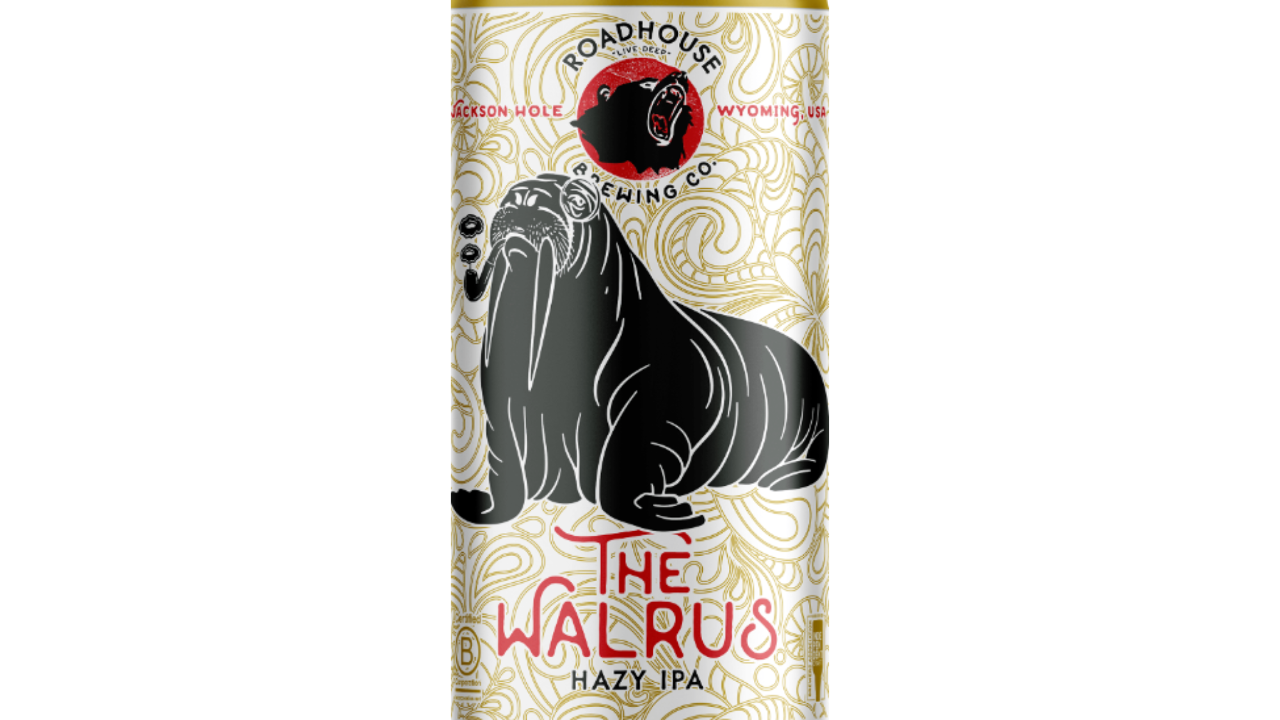 ROADHOUSE
-LIVE DEEP-
JACKSON HOLE
WYOMING, USA
BREWING CO.
THE
WALRUS
HAZY IPA
Certified
B
Corporation